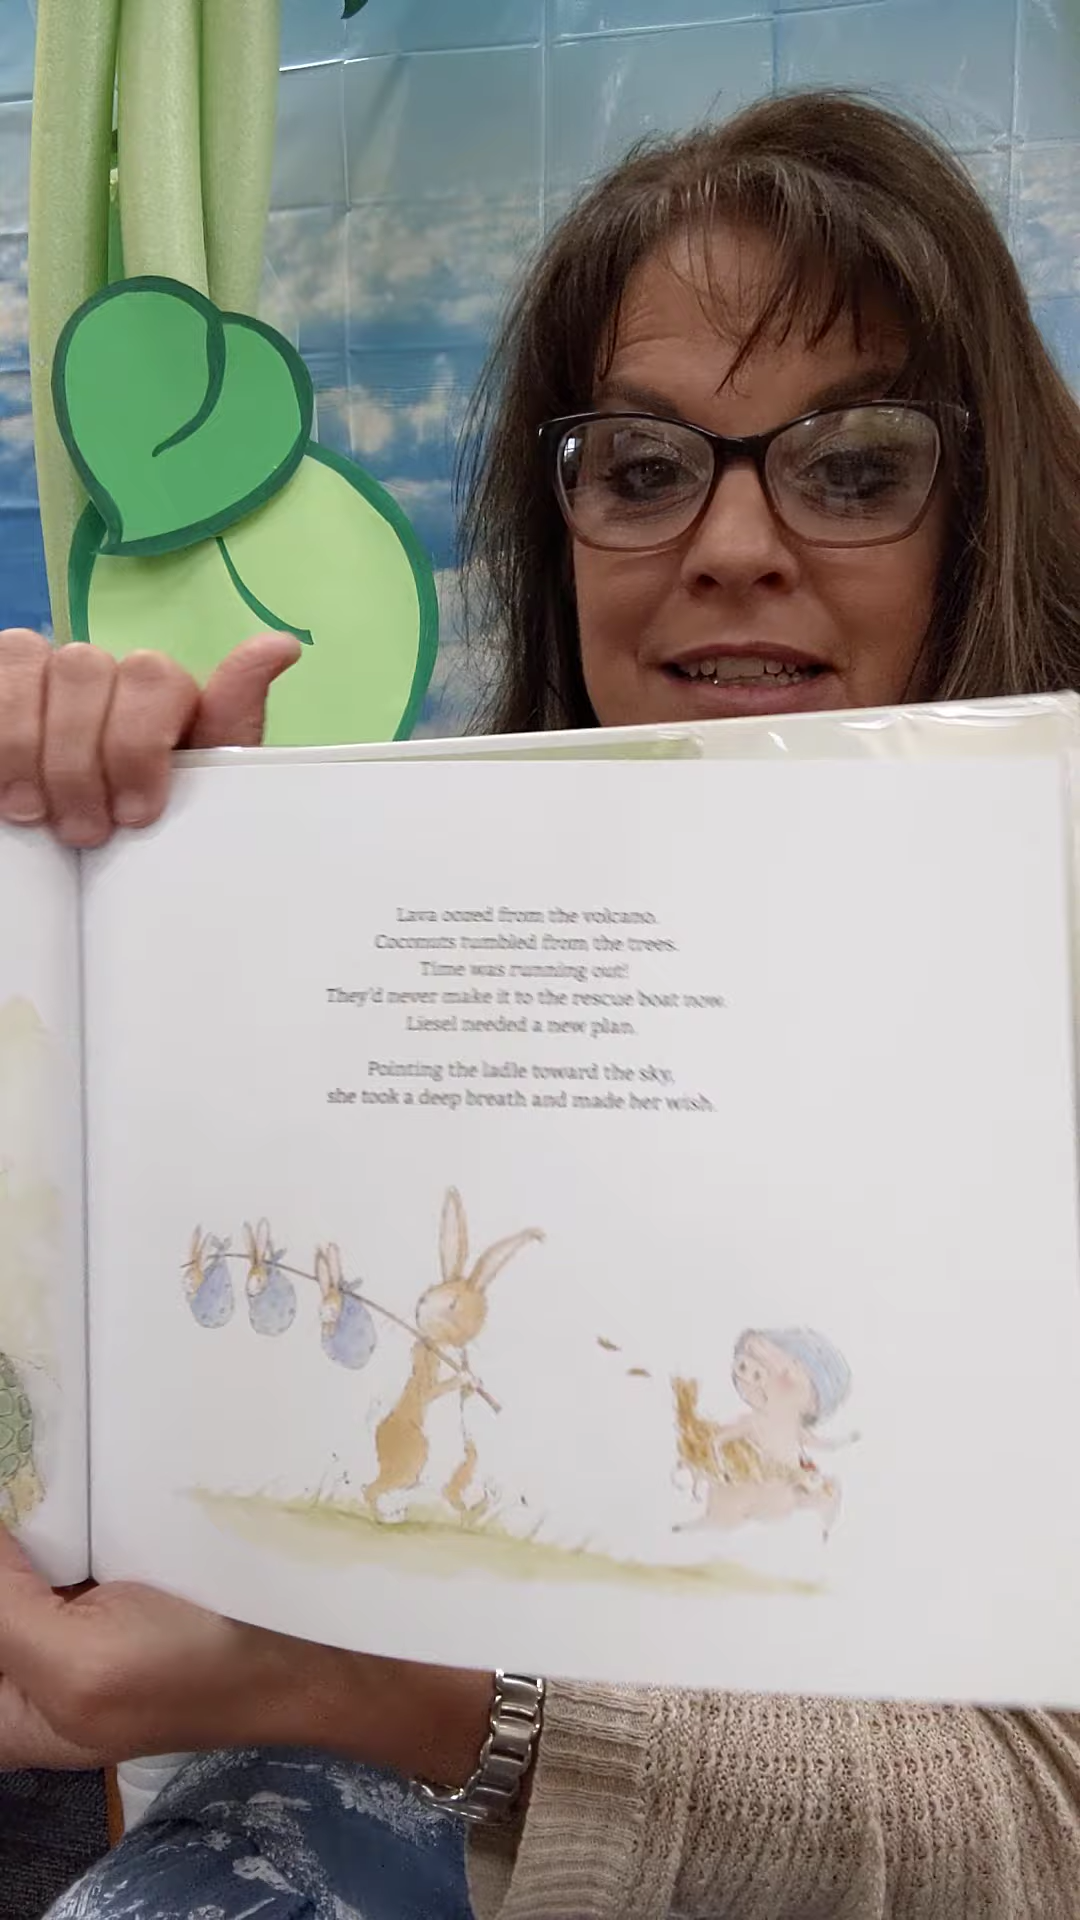 Lava oozed from the volcano.
Coconuts tumbled from the trees.
Time was running out!
They'd never make it to the rescue boat now.
Liesel needed a new plan.
Pointing the ladle toward the sky,
she took a deep breath and made her wish.